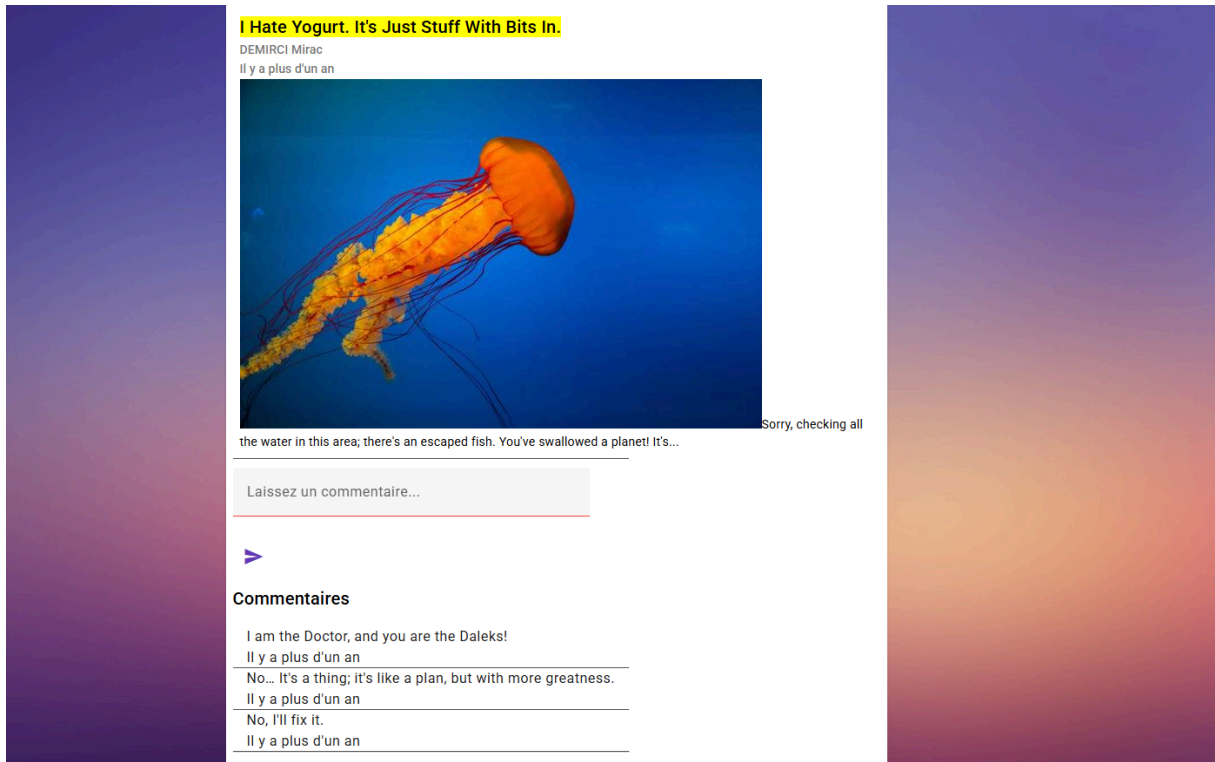 I Hate Yogurt. It's Just Stuff With Bits In.
DEMIRCI Mirac
Il y a plus d'un an
Sorry, checking all
the water in this area; there's an escaped fish. You've swallowed a planet! It's...
Laissez un commentaire...
Commentaires
I am the Doctor, and you are the Daleks!
Il y a plus d'un an
No… It's a thing; it's like a plan, but with more greatness.
Il y a plus d'un an
No, I'll fix it.
Il y a plus d'un an